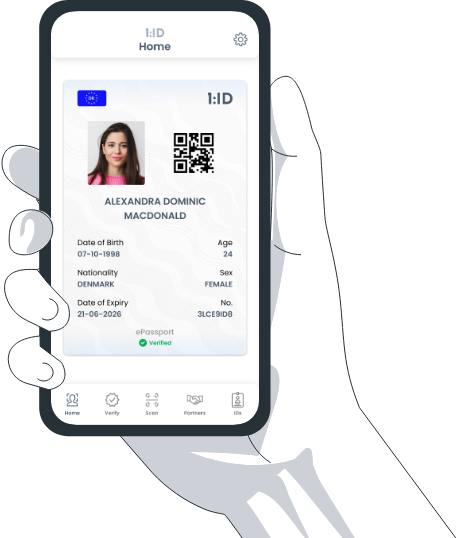 1:ID
Home
DK
1:ID
ALEXANDRA DOMINIC
MACDONALD
Date of Birth Age
07-10-1998 24
Nationality Sex
DENMARK FEMALE
Date of Expiry No.
21-06-2026 3LCE9ID8
ePassport
Verified
Home Verify Scan Partners IDs